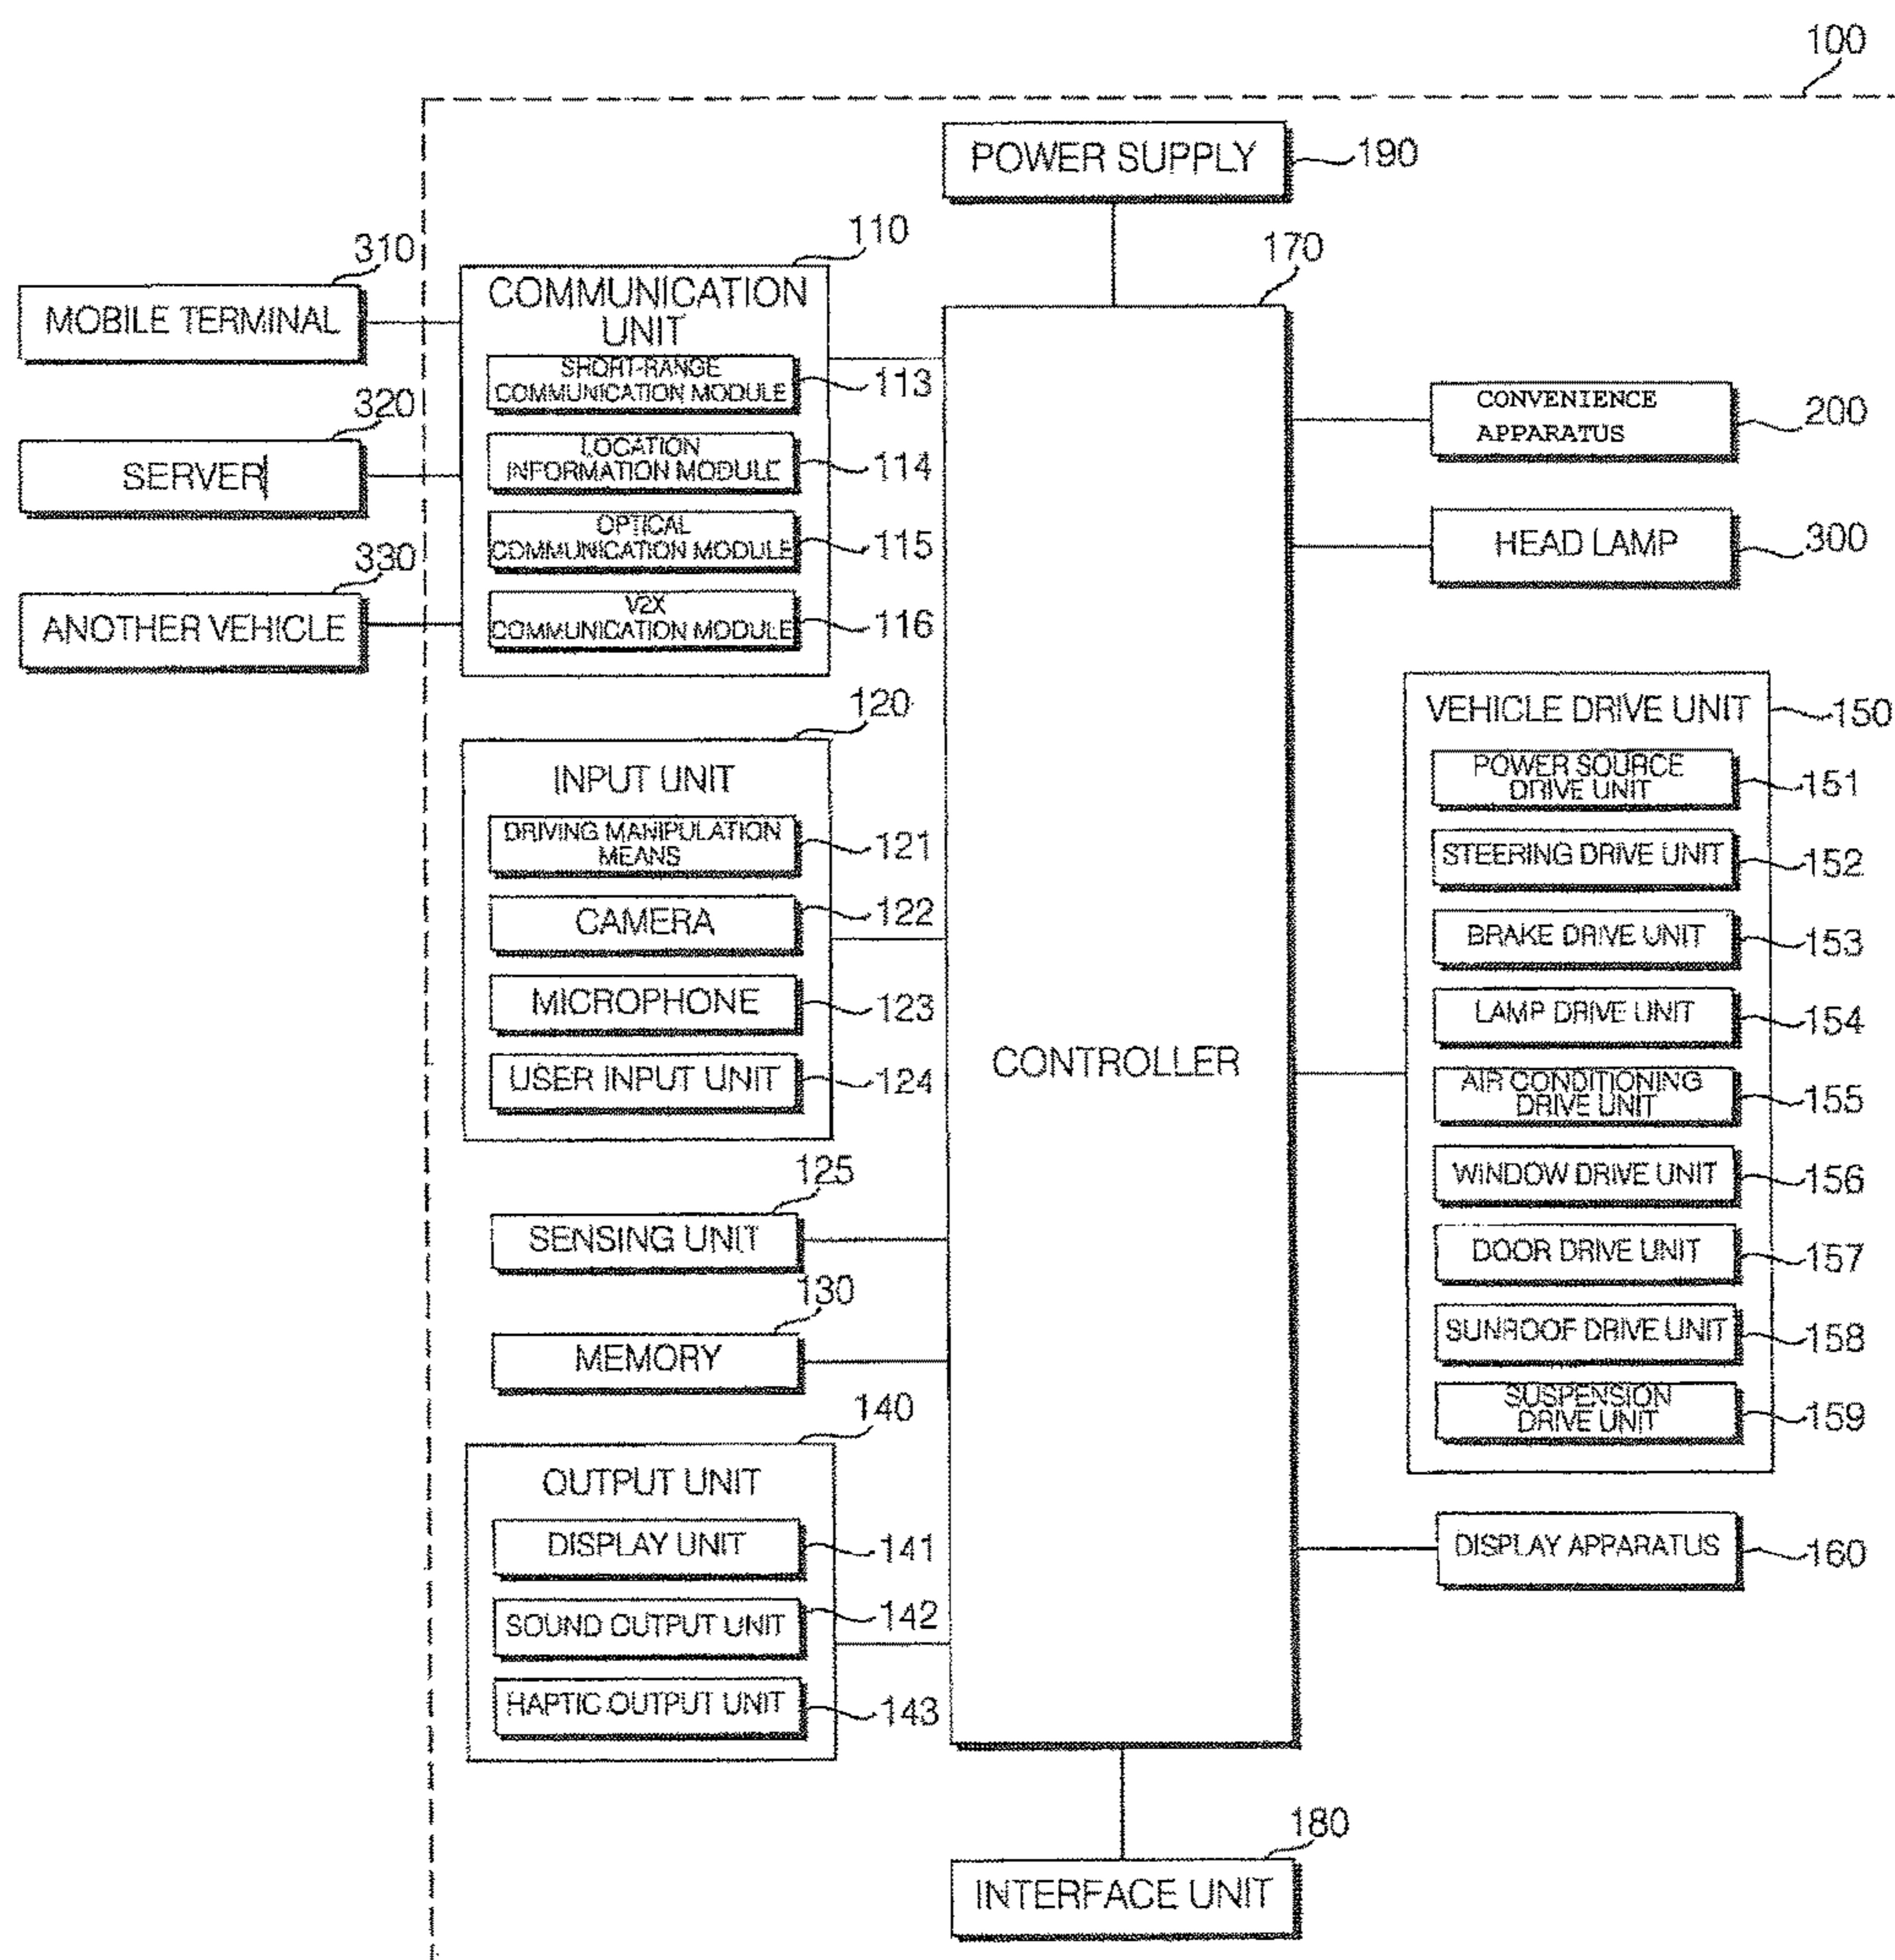 100
POWER SUPPLY
190
310
MOBILE TERMINAL
320
SERVER
330
ANOTHER VEHICLE
110
COMMUNICATION
UNIT
SHORT-RANGE
COMMUNICATION MODULE
113
LOCATION
INFORMATION MODULE
114
OPTICAL
COMMUNICATION MODULE
115
V2X
COMMUNICATION MODULE
116
120
INPUT UNIT
DRIVING MANIPULATION
MEANS
121
CAMERA
122
MICROPHONE
123
USER INPUT UNIT
124
125
SENSING UNIT
130
MEMORY
140
OUTPUT UNIT
DISPLAY UNIT
141
SOUND OUTPUT UNIT
142
HAPTIC OUTPUT UNIT
143
170
CONTROLLER
CONVENIENCE
APPARATUS
200
HEAD LAMP
300
VEHICLE DRIVE UNIT
150
POWER SOURCE
DRIVE UNIT
151
STEERING DRIVE UNIT
152
BRAKE DRIVE UNIT
153
LAMP DRIVE UNIT
154
AIR CONDITIONING
DRIVE UNIT
155
WINDOW DRIVE UNIT
156
DOOR DRIVE UNIT
157
SUNROOF DRIVE UNIT
158
SUSPENSION
DRIVE UNIT
159
DISPLAY APPARATUS
160
180
INTERFACE UNIT